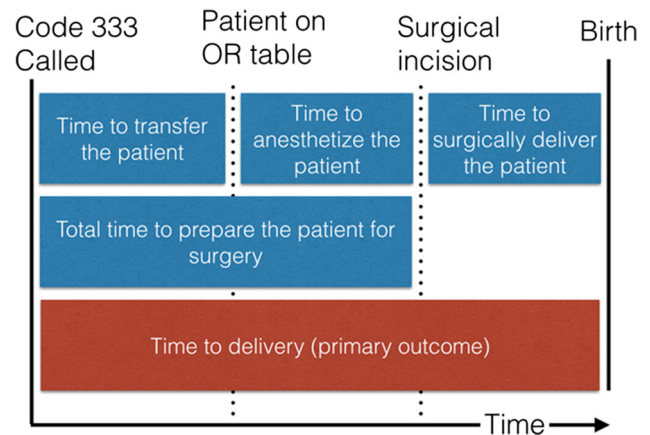 Code 333
Called
Patient on
OR table
Surgical
incision
Birth
Time to transfer
the patient
Time to
anesthetize the
patient
Time to
surgically deliver
the patient
Total time to prepare the patient for
surgery
Time to delivery (primary outcome)
Time